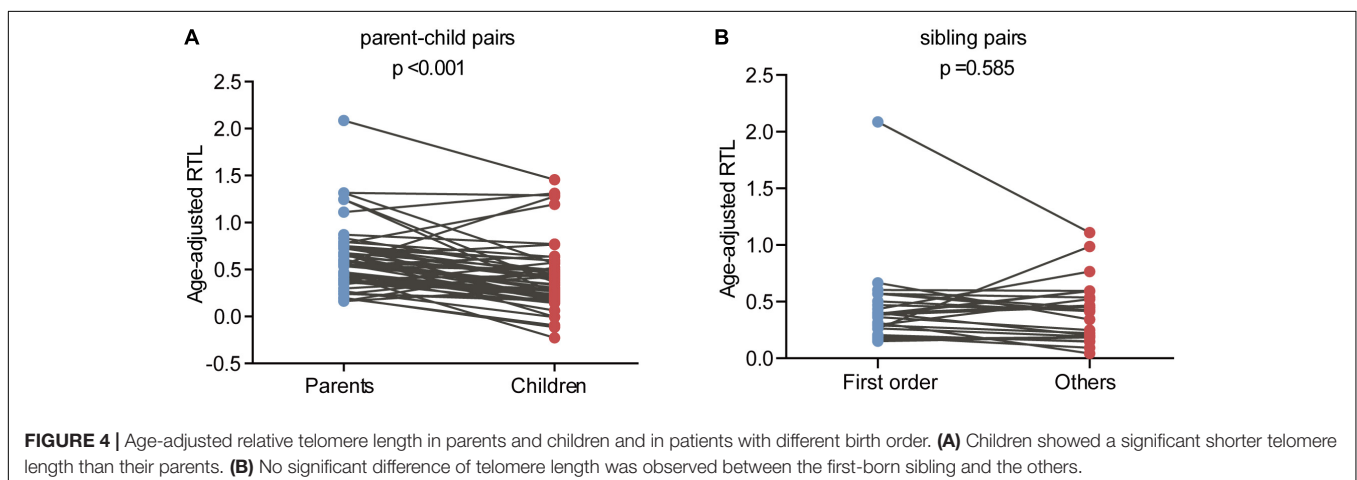 A
parent-child pairs
p <0.001
Age-adjusted RTL
2.5
2.0
1.5
1.0
0.5
0.0
-0.5
Parents
Children
B
sibling pairs
p =0.585
Age-adjusted RTL
2.5
2.0
1.5
1.0
0.5
0.0
First order
Others
FIGURE 4 | Age-adjusted relative telomere length in parents and children and in patients with different birth order. (A) Children showed a significant shorter telomere
length than their parents. (B) No significant difference of telomere length was observed between the first-born sibling and the others.